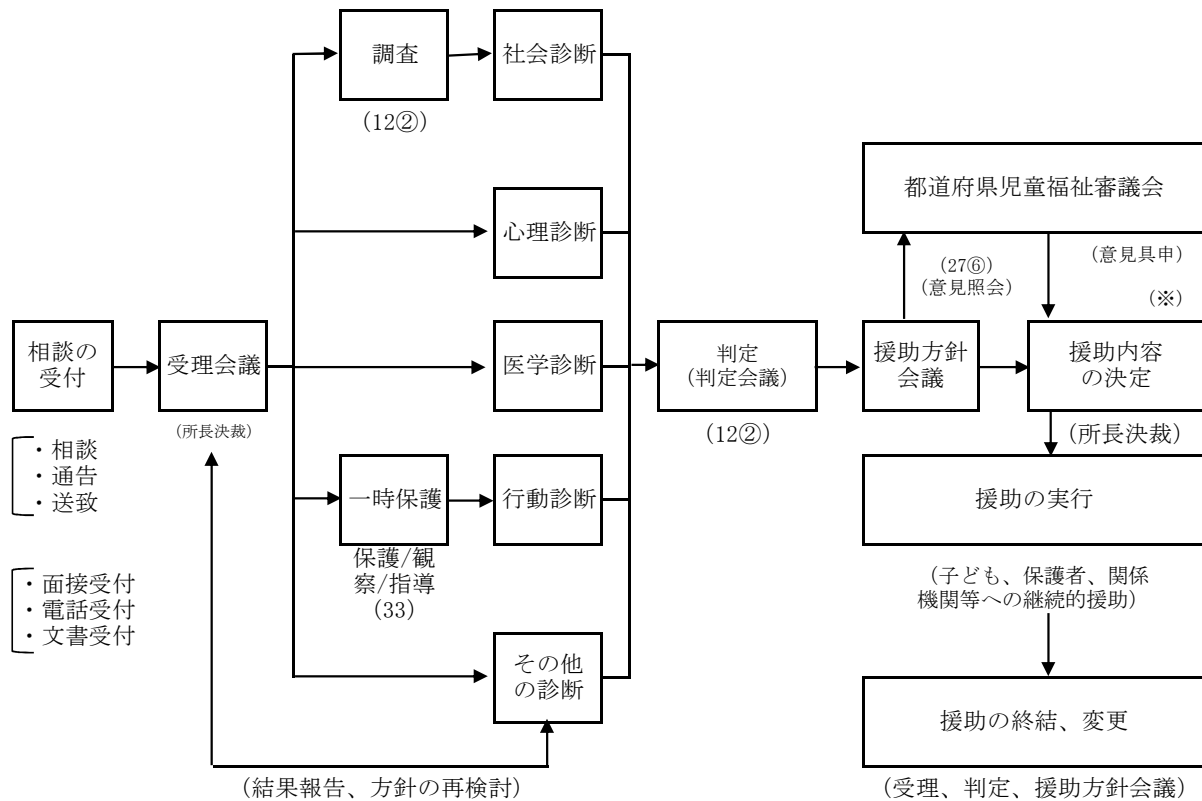 調査
(12②)
社会診断
心理診断
医学診断
都道府県児童福祉審議会
(27⑥)
(意見照会)
(意見具申)
(※)
相談の
受付
受理会議
(所長決裁)
判定
(判定会議)
(12②)
援助方針
会議
援助内容
の決定
(所長決裁)
・相談
・通告
・送致
・面接受付
・電話受付
・文書受付
一時保護
保護/観
察/指導
(33)
行動診断
その他
の診断
援助の実行
(子ども、保護者、関係
機関等への継続的援助)
援助の終結、変更
(受理、判定、援助方針会議)
(結果報告、方針の再検討)